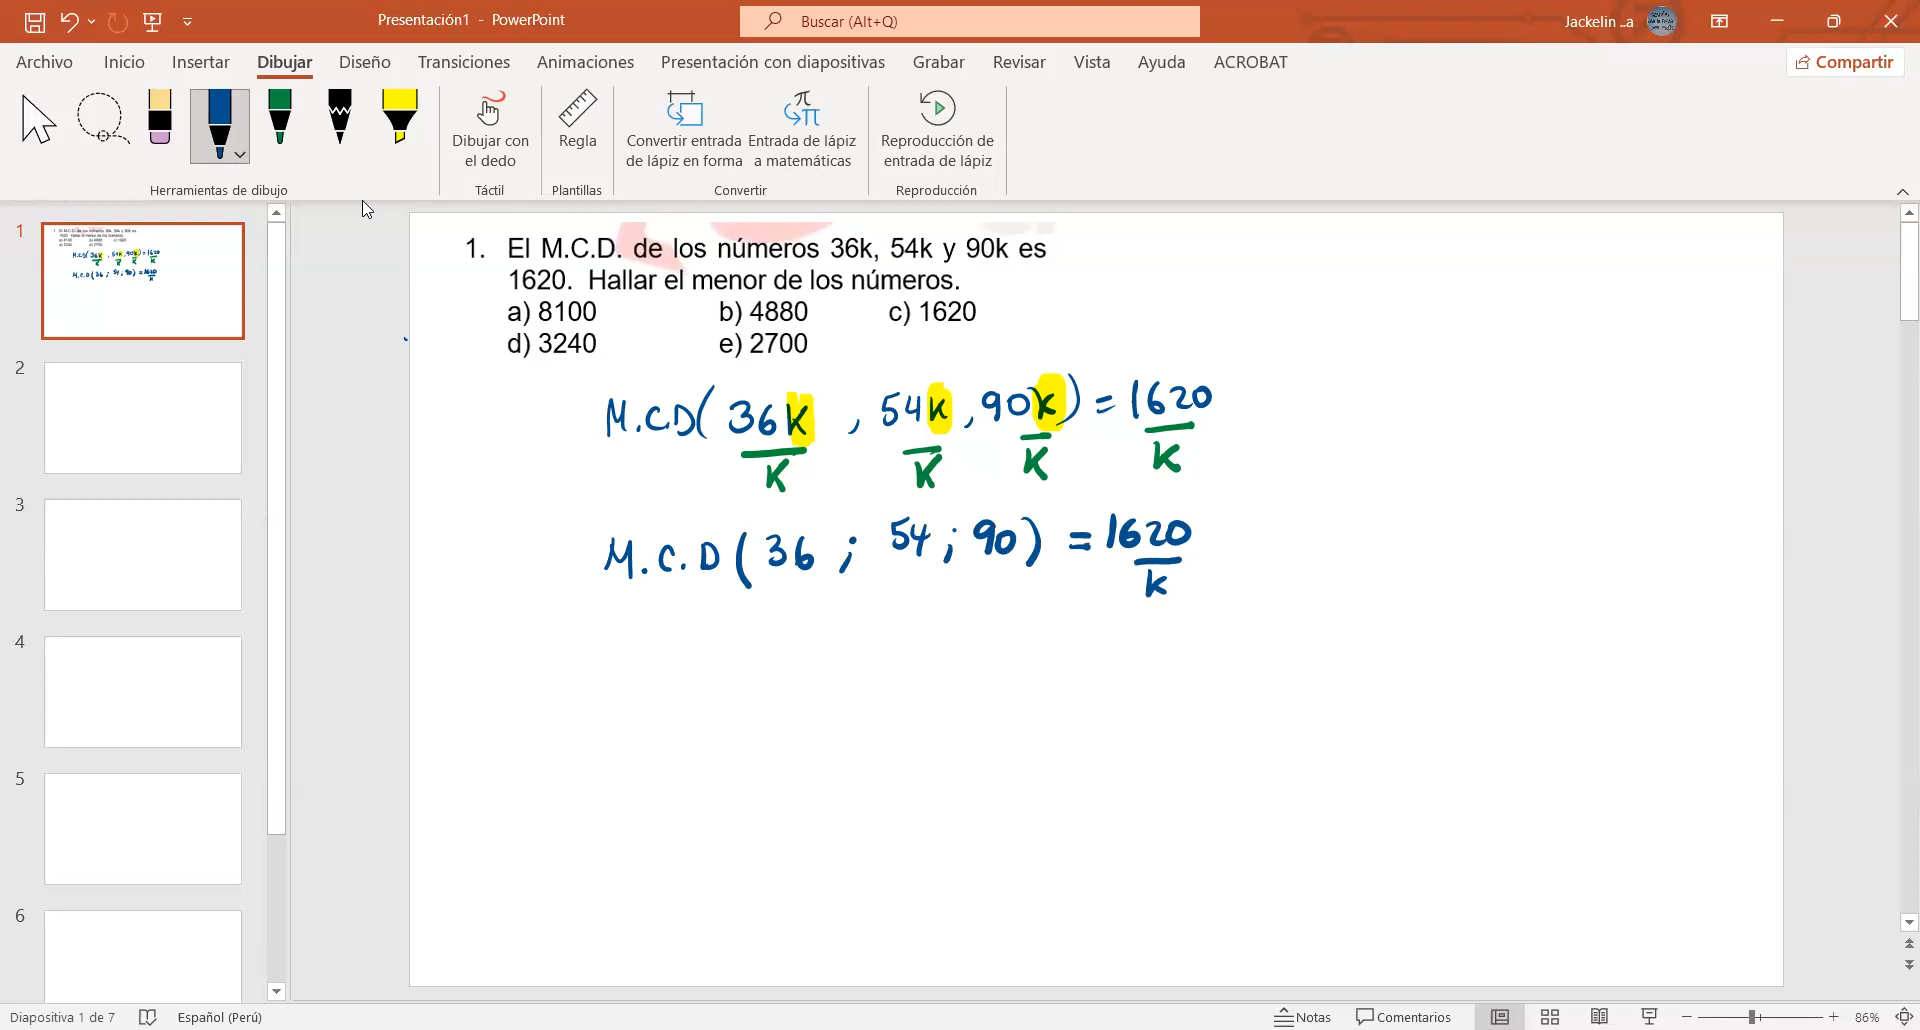 Presentación1 - PowerPoint
Buscar (Alt+Q)
Jackelin ..a
Archivo Inicio Insertar Dibujar Diseño Transiciones Animaciones Presentación con diapositivas Grabar Revisar Vista Ayuda ACROBAT
Compartir
Dibujar con el dedo
Regla
Convertir entrada de lápiz en forma
Entrada de lápiz a matemáticas
Reproducción de entrada de lápiz
Herramientas de dibujo Táctil Plantillas Convertir Reproducción
1
2
3
4
5
6
1. El M.C.D. de los números 36k, 54k y 90k es
1620. Hallar el menor de los números.
a) 8100 b) 4880 c) 1620
d) 3240 e) 2700
M.C.D( 36k , 54k , 90k ) = 1620
K K K K
M.C.D ( 36 ; 54 ; 90 ) = 1620
k
Diapositiva 1 de 7 Español (Perú) Notas Comentarios 86%